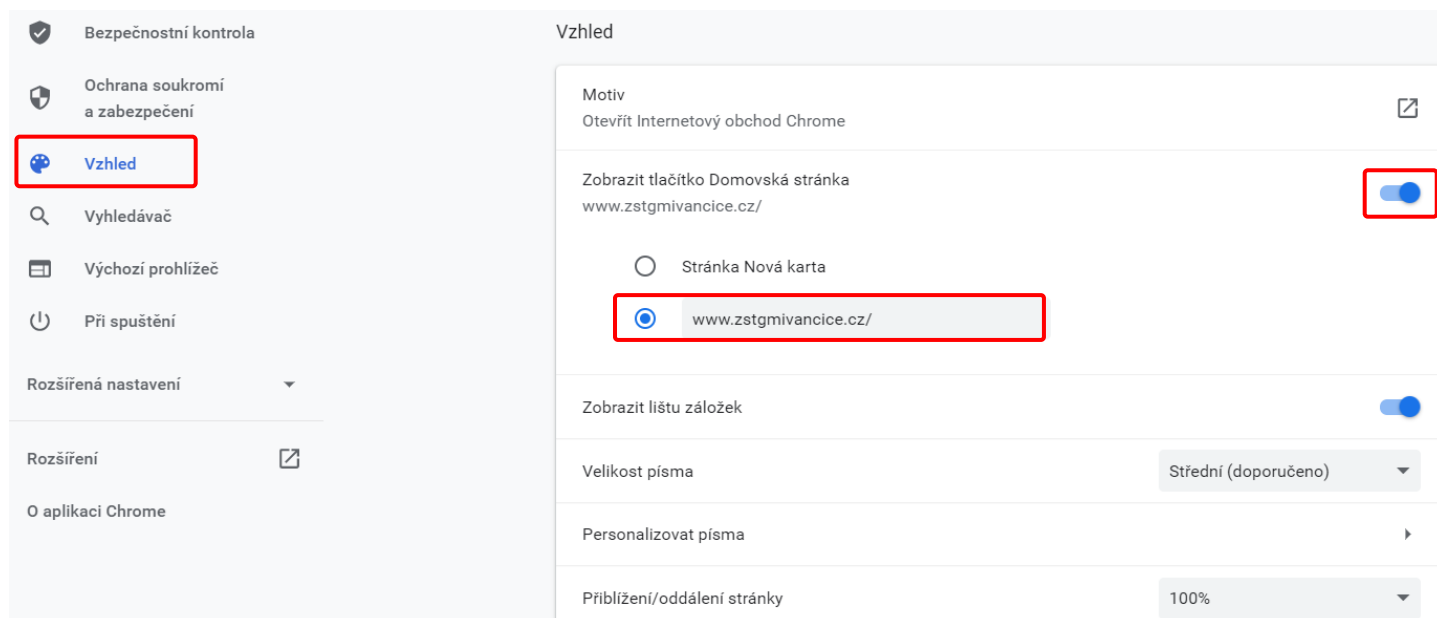 Bezpečnostní kontrola
Ochrana soukromí
a zabezpečení
Vzhled
Vyhledávač
Výchozí prohlížeč
Při spuštění
Rozšířená nastavení
Rozšíření
O aplikaci Chrome
Vzhled
Motiv
Otevřít Internetový obchod Chrome
Zobrazit tlačítko Domovská stránka
www.zstgmivancice.cz/
Stránka Nová karta
www.zstgmivancice.cz/
Zobrazit lištu záložek
Velikost písma
Střední (doporučeno)
Personalizovat písma
Přiblížení/oddálení stránky
100%